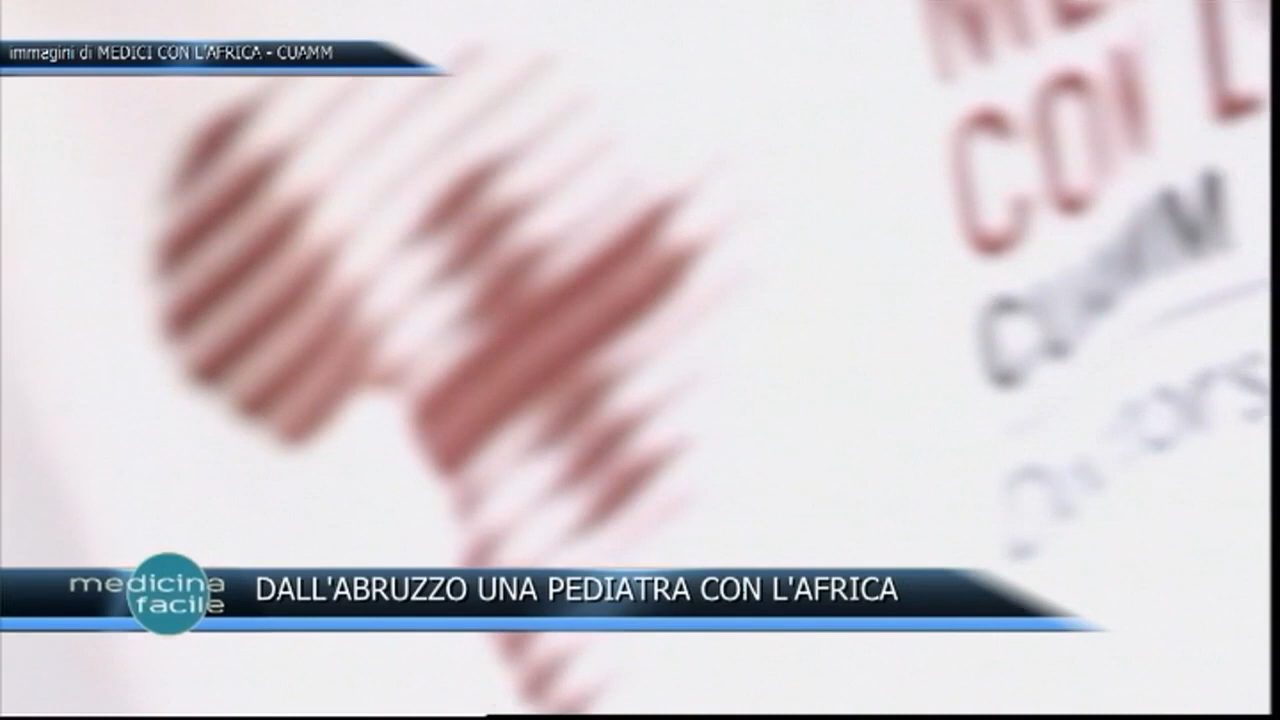 immagini di MEDICI CON L'AFRICA - CUAMM
CON
CUAMM
medicina
facile
DALL'ABRUZZO UNA PEDIATRA CON L'AFRICA